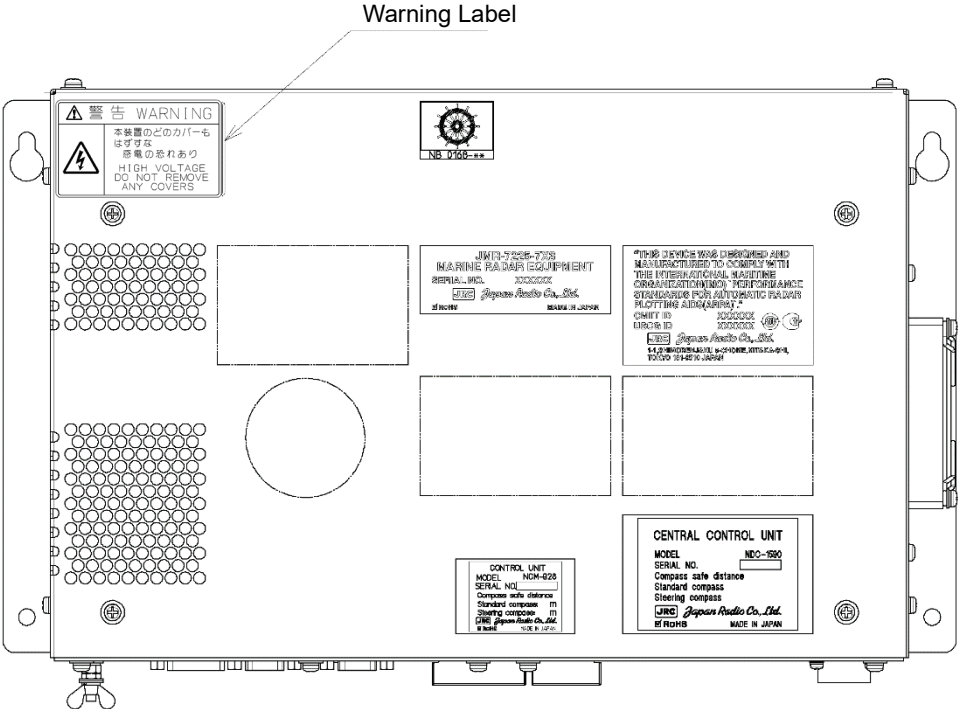 Warning Label
警告 WARNING
本装置のどのカバーも
はずすな
感電の恐れあり
HIGH VOLTAGE
DO NOT REMOVE
ANY COVERS
NB 0168-**
MARINE RADAR EQUIPMENT
SERIAL NO. XXXXXX
JRC Japan Radio Co., Ltd.
RoHS MADE IN JAPAN
"THIS DEVICE WAS DESIGNED AND
MANUFACTURED TO COMPLY WITH
THE INTERNATIONAL MARITIME
ORGANIZATION(IMO) 'PERFORMANCE
STANDARDS FOR AUTOMATIC RADAR
PLOTTING AIDS(ARPA)'."
CMIIT ID XXXXXX
XXXXXX
JRC Japan Radio Co., Ltd.
TOKYO JAPAN
CONTROL UNIT
MODEL NCM-928
SERIAL NO.
Compass safe distance
Standard compass: m
Steering compass: m
JRC Japan Radio Co., Ltd.
RoHS MADE IN JAPAN
CENTRAL CONTROL UNIT
MODEL NDC-1590
SERIAL NO.
Compass safe distance
Standard compass
Steering compass
JRC Japan Radio Co., Ltd.
RoHS MADE IN JAPAN